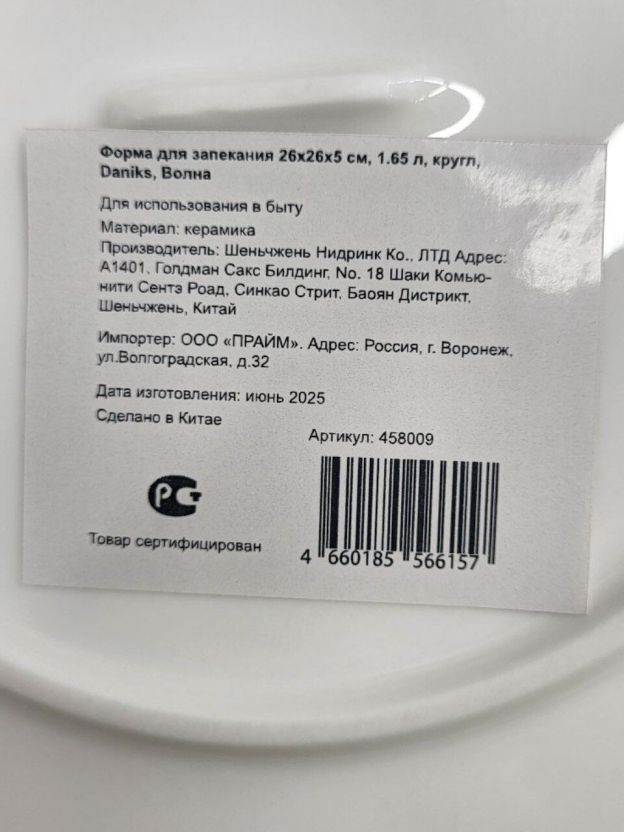 Форма для запекания 26x26x5 см, 1.65 л, кругл,
Daniks, Волна
Для использования в быту
Материал: керамика
Производитель: Шеньчжень Нидринк Ко., ЛТД Адрес:
А1401. Голдман Сакс Билдинг, No. 18 Шаки Комью-
нити Сентэ Роад, Синкао Стрит, Баоян Дистрикт,
Шеньчжень, Китай
Импортер: ООО «ПРАЙМ». Адрес: Россия, г. Воронеж,
ул.Волгоградская, д.32
Дата изготовления: июнь 2025
Сделано в Китае
Артикул: 458009
РСТ
Товар сертифицирован
4 660185 566157